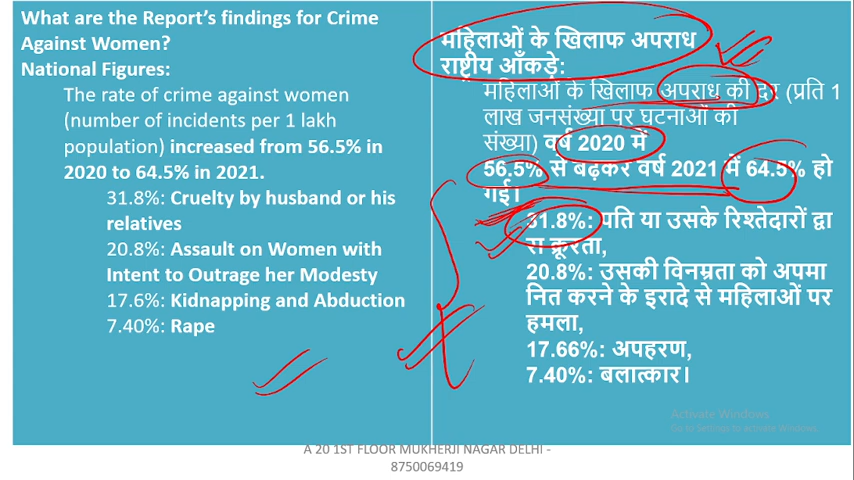 What are the Report's findings for Crime
Against Women?
National Figures:
The rate of crime against women
(number of incidents per 1 lakh
population) increased from 56.5% in
2020 to 64.5% in 2021.
31.8%: Cruelty by husband or his
relatives
20.8%: Assault on Women with
Intent to Outrage her Modesty
17.6%: Kidnapping and Abduction
7.40%: Rape
महिलाओं के खिलाफ अपराध
राष्ट्रीय आँकड़े:
महिलाओं के खिलाफ अपराध की दर (प्रति 1
लाख जनसंख्या पर घटनाओं की
संख्या) वर्ष 2020 में
56.5% से बढ़कर वर्ष 2021 में 64.5% हो
गई।
31.8%: पति या उसके रिश्तेदारों द्वा
रा क्रूरता,
20.8%: उसकी विनम्रता को अपमा
नित करने के इरादे से महिलाओं पर
हमला,
17.66%: अपहरण,
7.40%: बलात्कार।
Activate Windows
Go to Settings to activate Windows.
A 20 1ST FLOOR MUKHERJI NAGAR DELHI -
8750069419